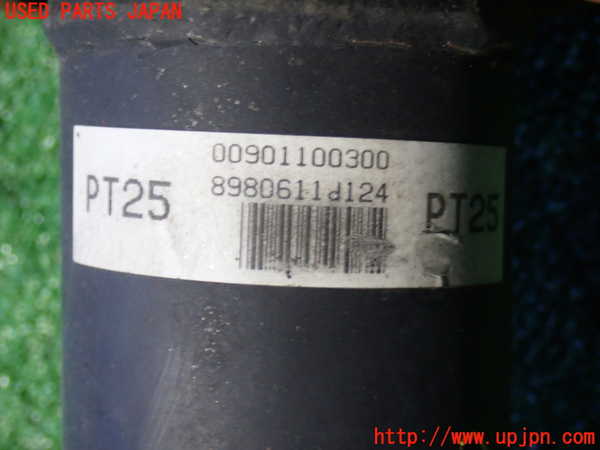 USED PARTS JAPAN
00901100300
8980611d124
PT25
PT25
http://www.upjpn.com/